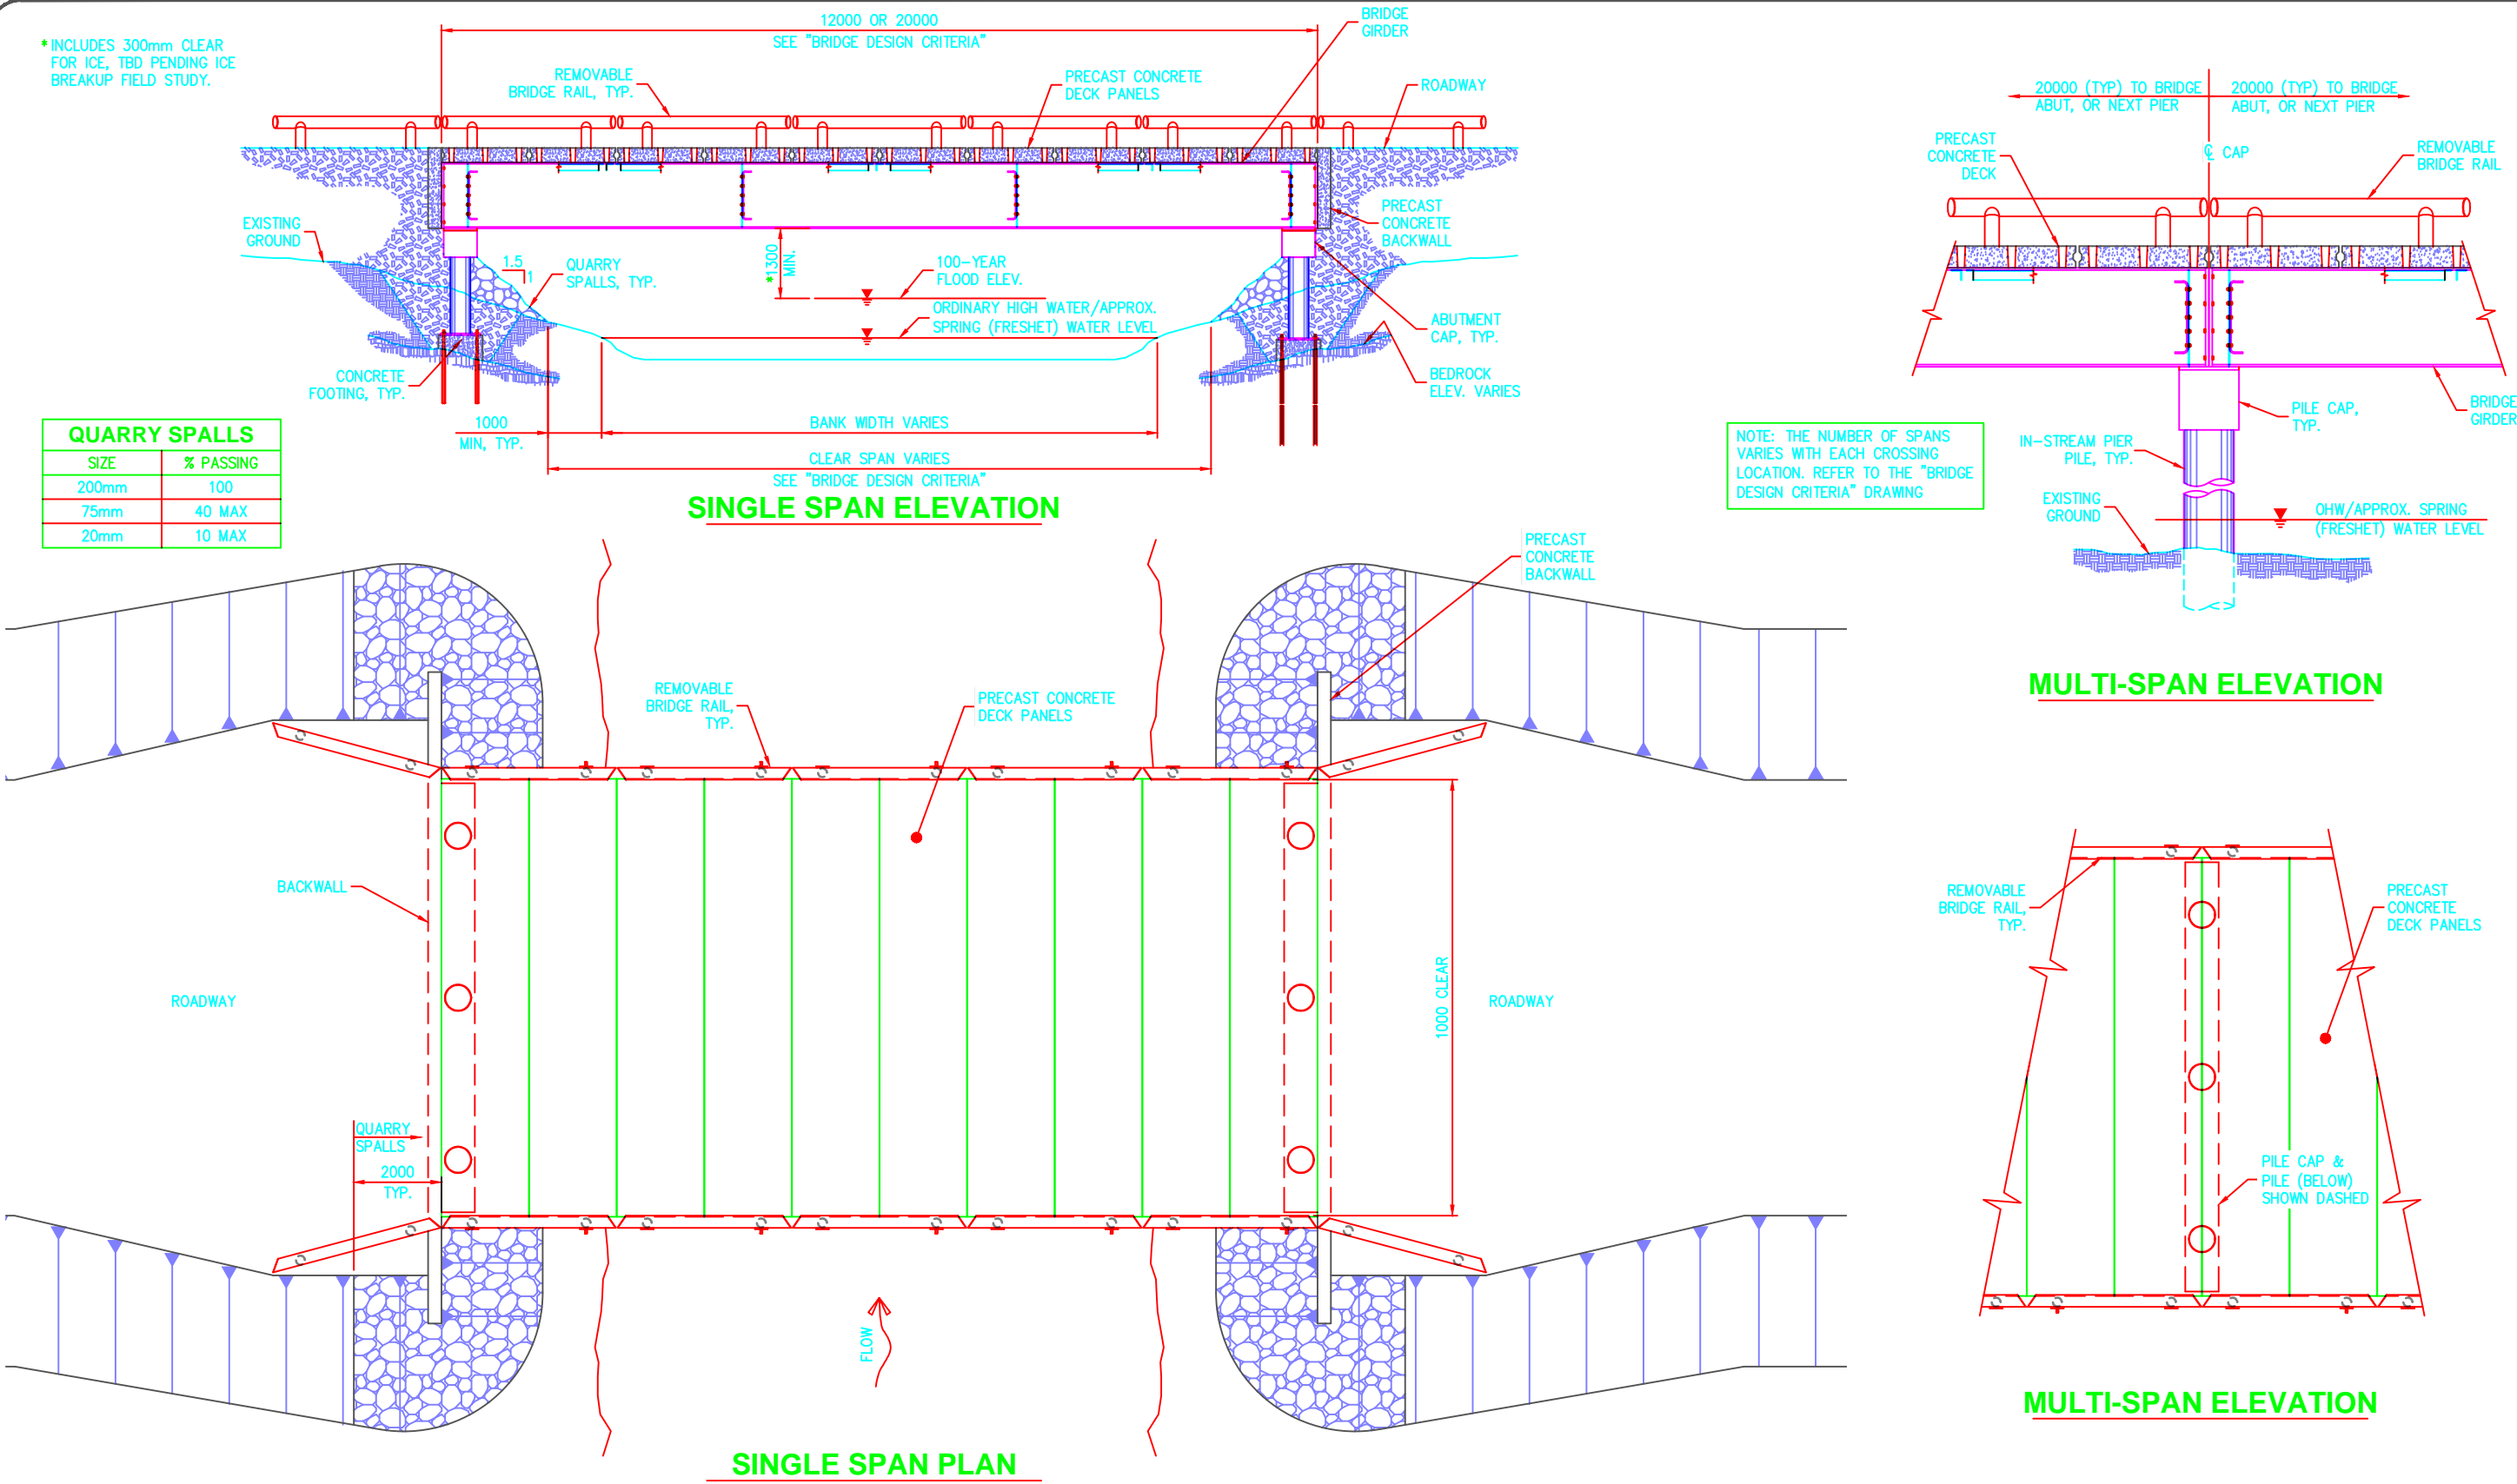 * INCLUDES 300mm CLEAR
FOR ICE, TBD PENDING ICE
BREAKUP FIELD STUDY.
12000 OR 20000
SEE "BRIDGE DESIGN CRITERIA"
BRIDGE
GIRDER
REMOVABLE
BRIDGE RAIL, TYP.
PRECAST CONCRETE
DECK PANELS
ROADWAY
EXISTING
GROUND
1.5
1
QUARRY
SPALLS, TYP.
*1300
MIN.
100-YEAR
FLOOD ELEV.
ORDINARY HIGH WATER/APPROX.
SPRING (FRESHET) WATER LEVEL
PRECAST
CONCRETE
BACKWALL
ABUTMENT
CAP, TYP.
BEDROCK
ELEV. VARIES
CONCRETE
FOOTING, TYP.
1000
MIN, TYP.
BANK WIDTH VARIES
CLEAR SPAN VARIES
SEE "BRIDGE DESIGN CRITERIA"
SINGLE SPAN ELEVATION
QUARRY SPALLS
SIZE % PASSING
200mm 100
75mm 40 MAX
20mm 10 MAX
20000 (TYP) TO BRIDGE
ABUT, OR NEXT PIER
20000 (TYP) TO BRIDGE
ABUT, OR NEXT PIER
PRECAST
CONCRETE
DECK
℄ CAP
REMOVABLE
BRIDGE RAIL
BRIDGE
GIRDER
PILE CAP,
TYP.
IN-STREAM PIER
PILE, TYP.
EXISTING
GROUND
OHW/APPROX. SPRING
(FRESHET) WATER LEVEL
NOTE: THE NUMBER OF SPANS
VARIES WITH EACH CROSSING
LOCATION. REFER TO THE "BRIDGE
DESIGN CRITERIA" DRAWING
MULTI-SPAN ELEVATION
PRECAST
CONCRETE
BACKWALL
REMOVABLE
BRIDGE RAIL,
TYP.
PRECAST CONCRETE
DECK PANELS
BACKWALL
ROADWAY
1000 CLEAR
ROADWAY
QUARRY
SPALLS
2000
TYP.
FLOW
SINGLE SPAN PLAN
REMOVABLE
BRIDGE RAIL,
TYP.
PRECAST
CONCRETE
DECK PANELS
PILE CAP &
PILE (BELOW)
SHOWN DASHED
MULTI-SPAN ELEVATION